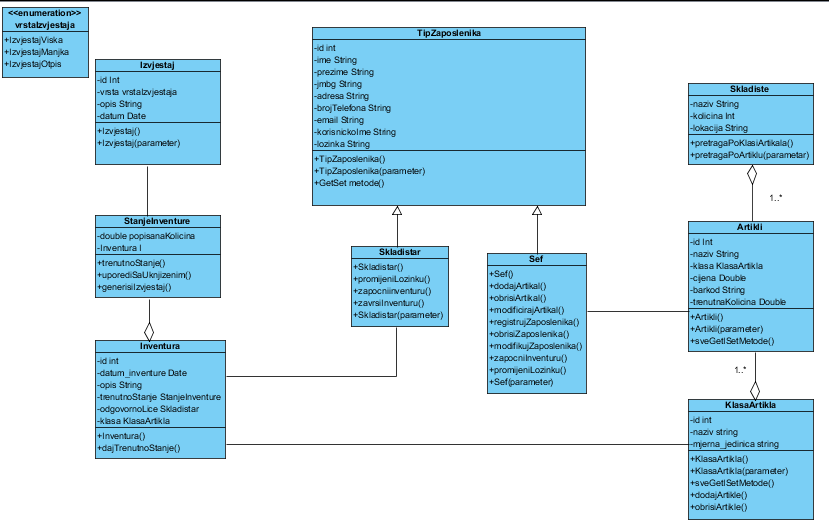 <<enumeration>>
vrstaIzvjestaja
+IzvjestajViska
+IzvjestajManjka
+IzvjestajOtpis
Izvjestaj
-id Int
-vrsta vrstaIzvjestaja
-opis String
-datum Date
+Izvjestaj()
+Izvjestaj(parameter)
StanjeInventure
-double popisanaKolicina
-Inventura I
+trenutnoStanje()
+uporediSaUknjizenim()
+generisiIzvjestaj()
Inventura
-id int
-datum_inventure Date
-opis String
-trenutnoStanje StanjeInventure
-odgovornoLice Skladistar
-klasa KlasaArtikla
+Inventura()
+dajTrenutnoStanje()
TipZaposlenika
-id int
-ime String
-prezime String
-jmbg String
-adresa String
-brojTelefona String
-email String
-korisnickoIme String
-lozinka String
+TipZaposlenika()
+TipZaposlenika(parameter)
+GetSet metode()
Skladistar
+Skladistar()
+promijeniLozinku()
+zapocniinventuru()
+zavrsiInventuru()
+Skladistar(parameter)
Sef
+Sef()
+dodajArtikal()
+obrisiArtikal()
+modificirajArtikal()
+registrujZaposlenika()
+obrisiZaposlenika()
+modifikujZaposlenika()
+zapocniInventuru()
+promijeniLozinku()
+Sef(parameter)
Skladiste
-naziv String
-kolicina Int
-lokacija String
+pretragaPoKlasiArtikala()
+pretragaPoArtiklu(parametar)
1..*
Artikli
-id Int
-naziv String
-klasa KlasaArtikla
-cijena Double
-barkod String
-trenutnaKolicina Double
+Artikli()
+Artikli(parameter)
+sveGetISetMetode()
1..*
KlasaArtikla
-id int
-naziv string
-mjerna_jedinica string
+KlasaArtikla()
+KlasaArtikla(parameter)
+sveGetISetMetode()
+dodajArtikle()
+obrisiArtikle()